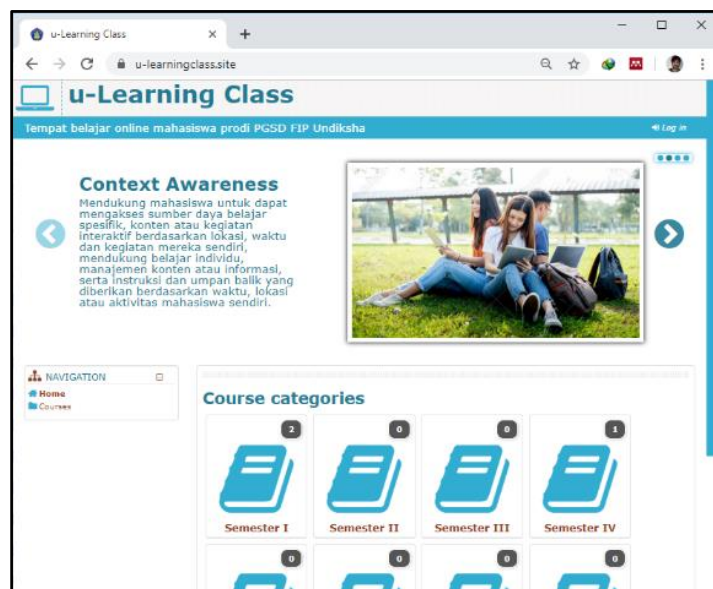 u-Learning Class
u-learningclass.site
u-Learning Class
Tempat belajar online mahasiswa prodi PGSD FIP Undiksha
Log in
Context Awareness
Mendukung mahasiswa untuk dapat
mengakses sumber daya belajar
spesifik, konten atau kegiatan
interaktif berdasarkan lokasi, waktu
dan kegiatan mereka sendiri,
mendukung belajar individu,
manajemen konten atau informasi,
serta instruksi dan umpan balik yang
diberikan berdasarkan waktu, lokasi
atau aktivitas mahasiswa sendiri.
NAVIGATION
Home
Courses
Course categories
2
0
0
1
Semester I
Semester II
Semester III
Semester IV
0
0
0
0